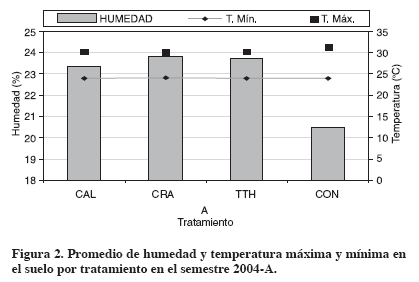 HUMEDAD T. Mín. T. Máx.
25 35
24 30
23 25
22 20
21 15
20 10
19 5
18 0
Humedad (%)
Temperatura (ºC)
CAL CRA TTH CON
A
Tratamiento
Figura 2. Promedio de humedad y temperatura máxima y mínima en
el suelo por tratamiento en el semestre 2004-A.